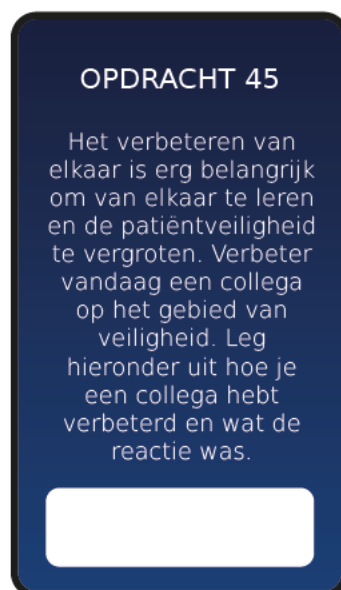 OPDRACHT 45
Het verbeteren van
elkaar is erg belangrijk
om van elkaar te leren
en de patiëntveiligheid
te vergroten. Verbeter
vandaag een collega
op het gebied van
veiligheid. Leg
hieronder uit hoe je
een collega hebt
verbeterd en wat de
reactie was.